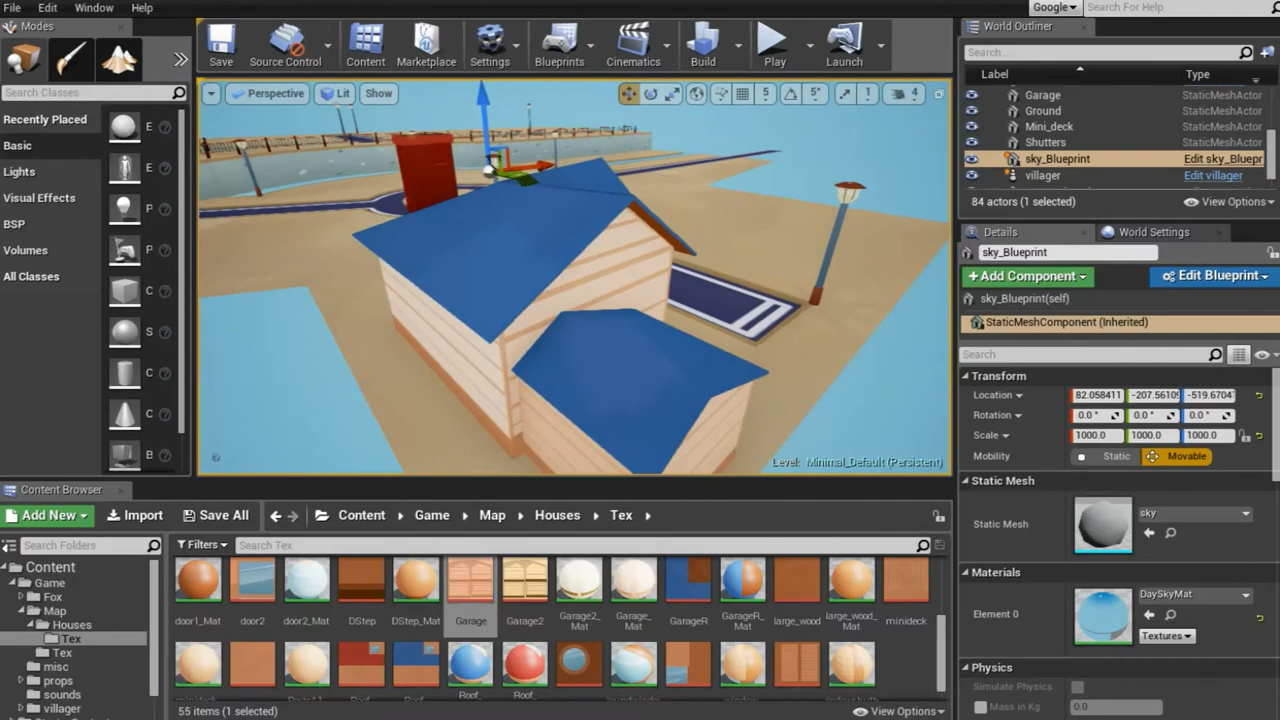 File Edit Window Help
Google
Search For Help
Modes
Search Classes
Recently Placed
Basic
Lights
Visual Effects
BSP
Volumes
All Classes
E
E
P
P
C
S
C
C
B
Save
Source Control
Content
Marketplace
Settings
Blueprints
Cinematics
Build
Play
Launch
Perspective
Lit
Show
5
5°
1
4
Level: Minimal_Default (Persistent)
World Outliner
Search...
Label Type
Garage StaticMeshActor
Ground StaticMeshActor
Mini_deck StaticMeshActor
Shutters StaticMeshActor
sky_Blueprint Edit sky_Bluepr
villager Edit villager
84 actors (1 selected) View Options
Details World Settings
sky_Blueprint
+ Add Component Edit Blueprint
sky_Blueprint(self)
StaticMeshComponent (Inherited)
Search
Transform
Location 82.058411 -207.5610 -519.6704
Rotation 0.0 ° 0.0 ° 0.0 °
Scale 1000.0 1000.0 1000.0
Mobility Static Movable
Static Mesh
Static Mesh sky
Materials
Element 0 DaySkyMat
Textures
Physics
Simulate Physics
Mass in Kg 0.0
Content Browser
Add New Import Save All Content Game Map Houses Tex
Search Folders
Filters Search Tex
Content
Game
Fox
Map
Houses
Tex
Tex
misc
props
sounds
villager
door1_Mat door2 door2_Mat DStep DStep_Mat Garage Garage2 Garage2_Mat Garage_Mat GarageR GarageR_Mat large_wood large_wood_Mat minideck
Roof_ Roof_
55 items (1 selected) View Options